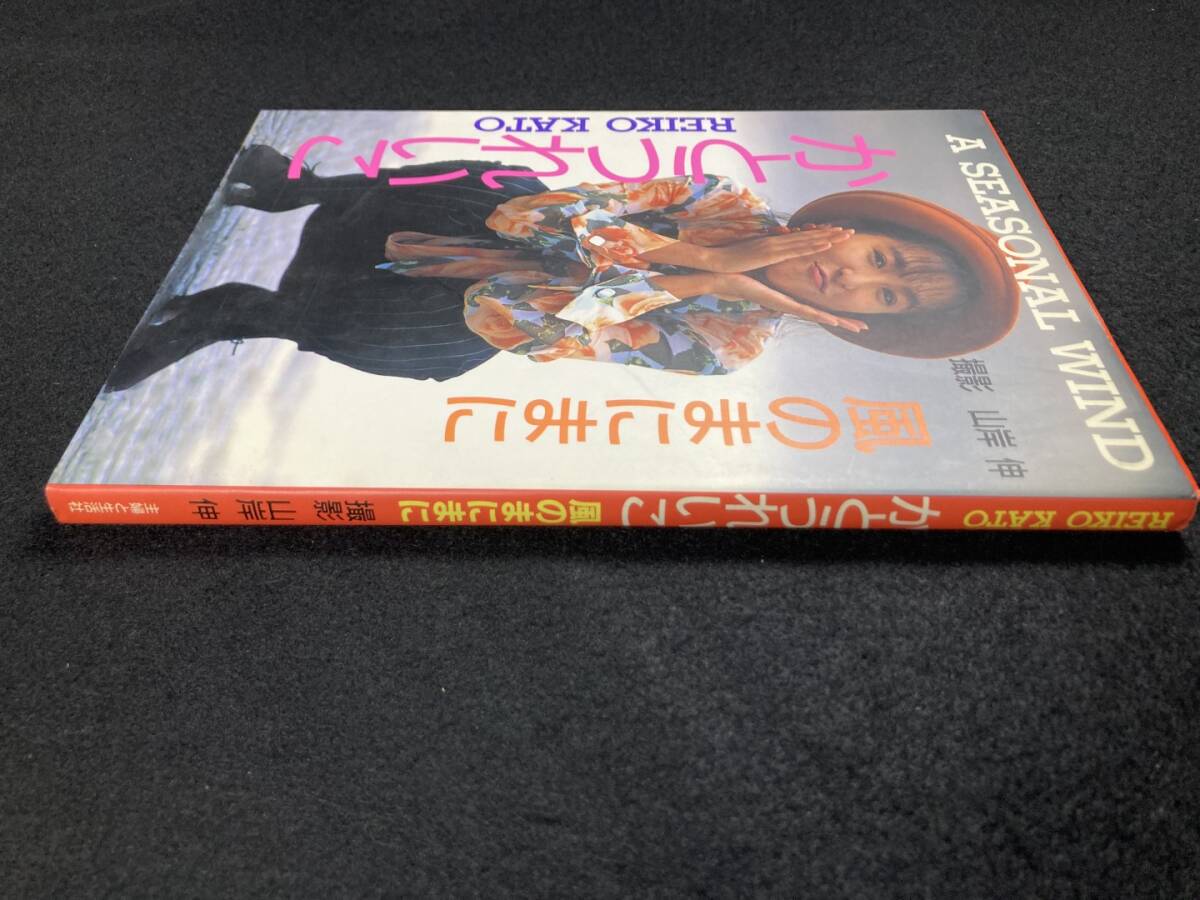 A SEASONAL WIND
REIKO KATO
かとうれいこ
風のまにまに
撮影 山岸 伸
REIKO KATO
かとうれいこ
風のまにまに
撮影 山岸 伸
主婦と生活社